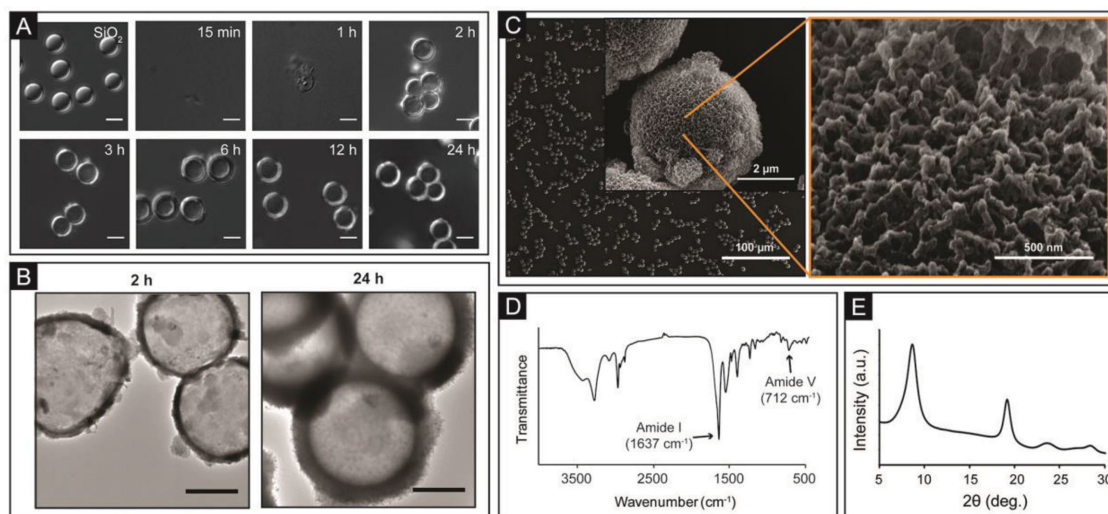 A
SiO2
15 min
1 h
2 h
3 h
6 h
12 h
24 h
B
2 h
24 h
C
2 µm
100 µm
500 nm
D
Transmittance
Amide I
(1637 cm⁻¹)
Amide V
(712 cm⁻¹)
3500
2500
1500
500
Wavenumber (cm⁻¹)
E
Intensity (a.u.)
5
10
15
20
25
30
2θ (deg.)